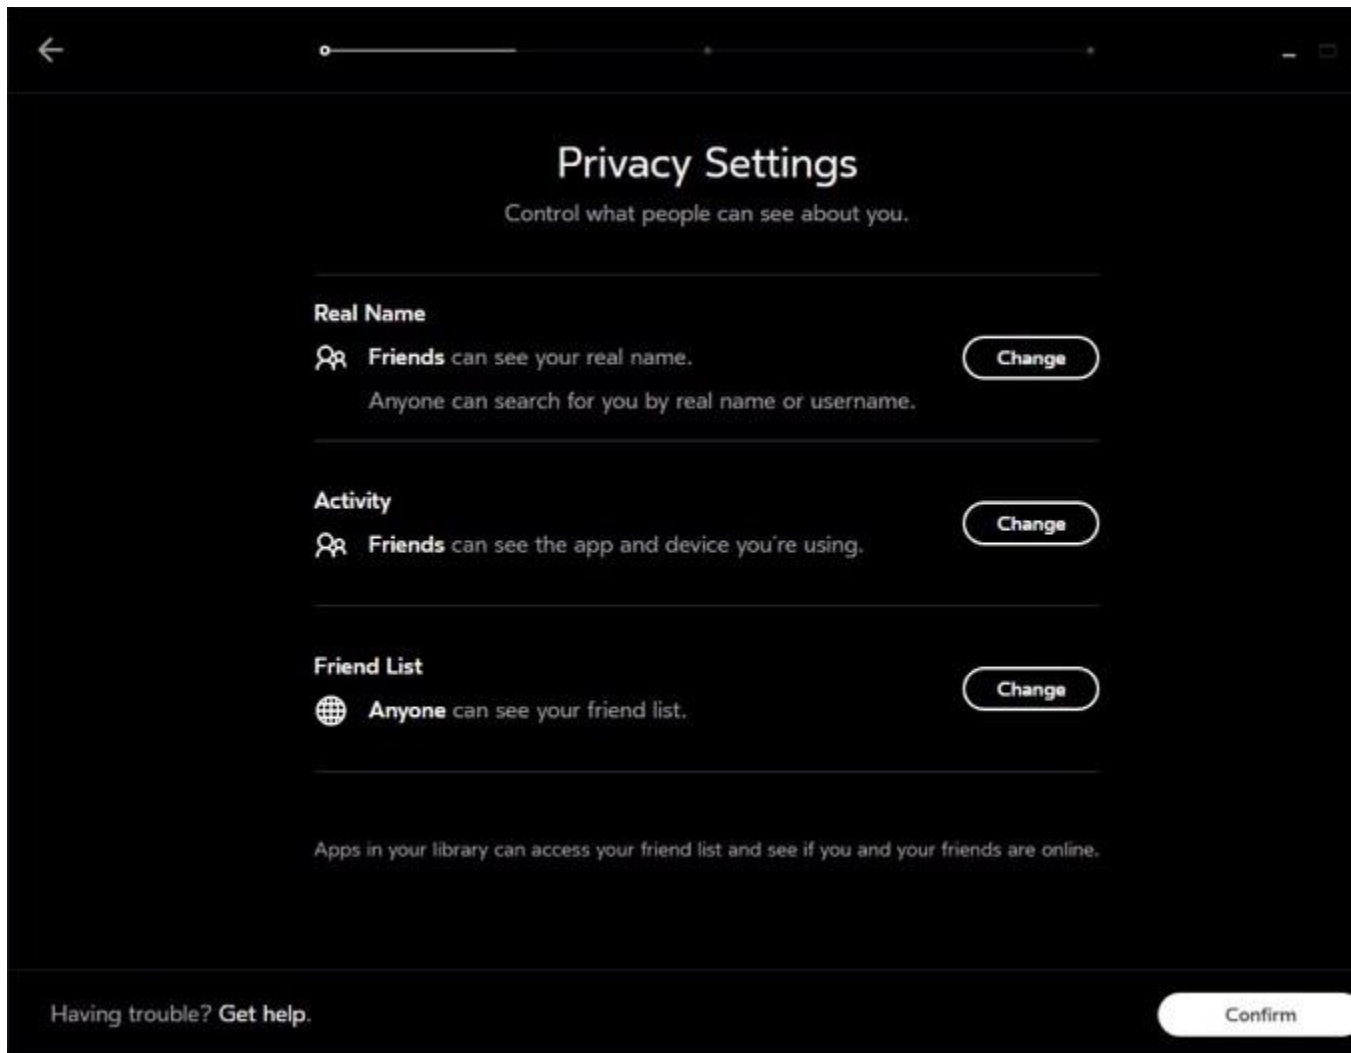 Privacy Settings
Control what people can see about you.
Real Name
Friends can see your real name.
Change
Anyone can search for you by real name or username.
Activity
Change
Friends can see the app and device you're using.
Friend List
Change
Anyone can see your friend list.
Apps in your library can access your friend list and see if you and your friends are online.
Having trouble? Get help.
Confirm